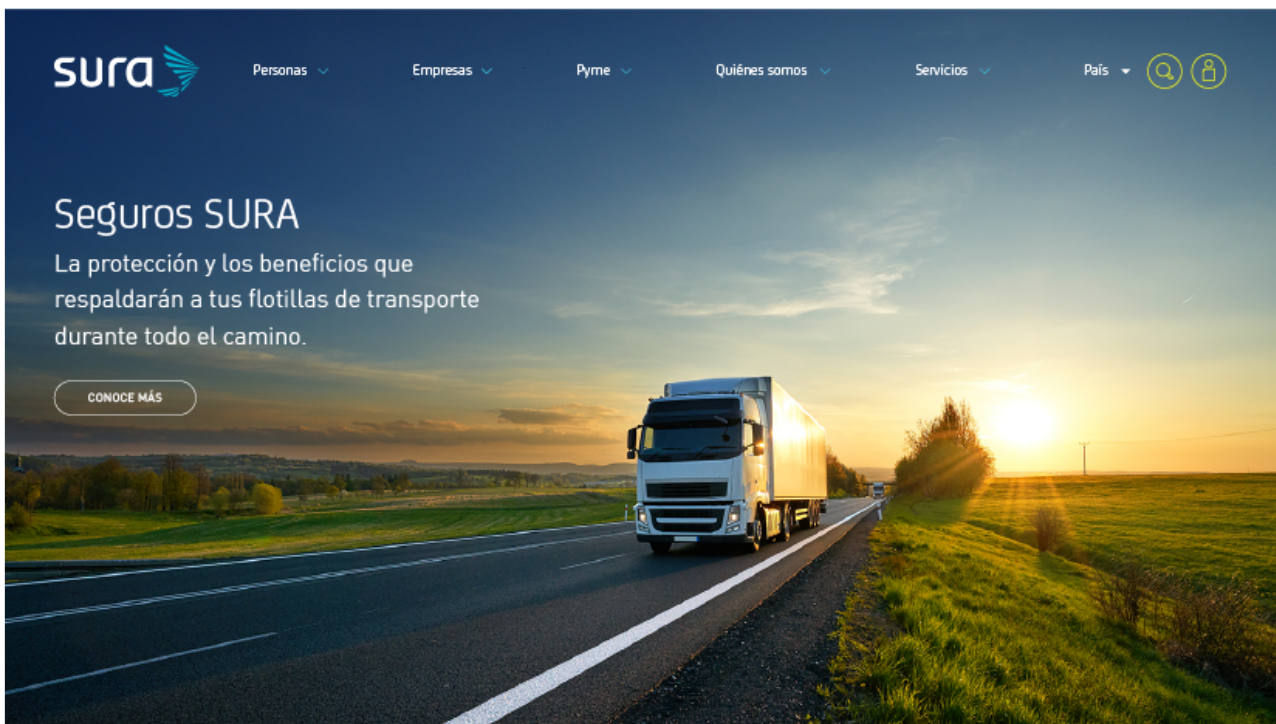 sura
Personas
Empresas
Pyme
Quiénes somos
Servicios
País
Seguros SURA
La protección y los beneficios que
respaldarán a tus flotillas de transporte
durante todo el camino.
CONOCE MÁS